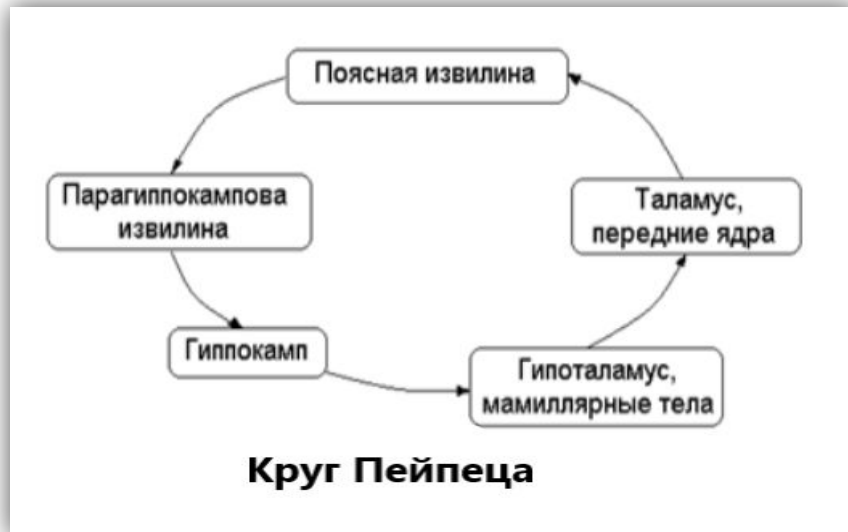 Поясная извилина
Парагиппокампова
извилина
Таламус,
передние ядра
Гиппокамп
Гипоталамус,
мамиллярные тела
Круг Пейпеца